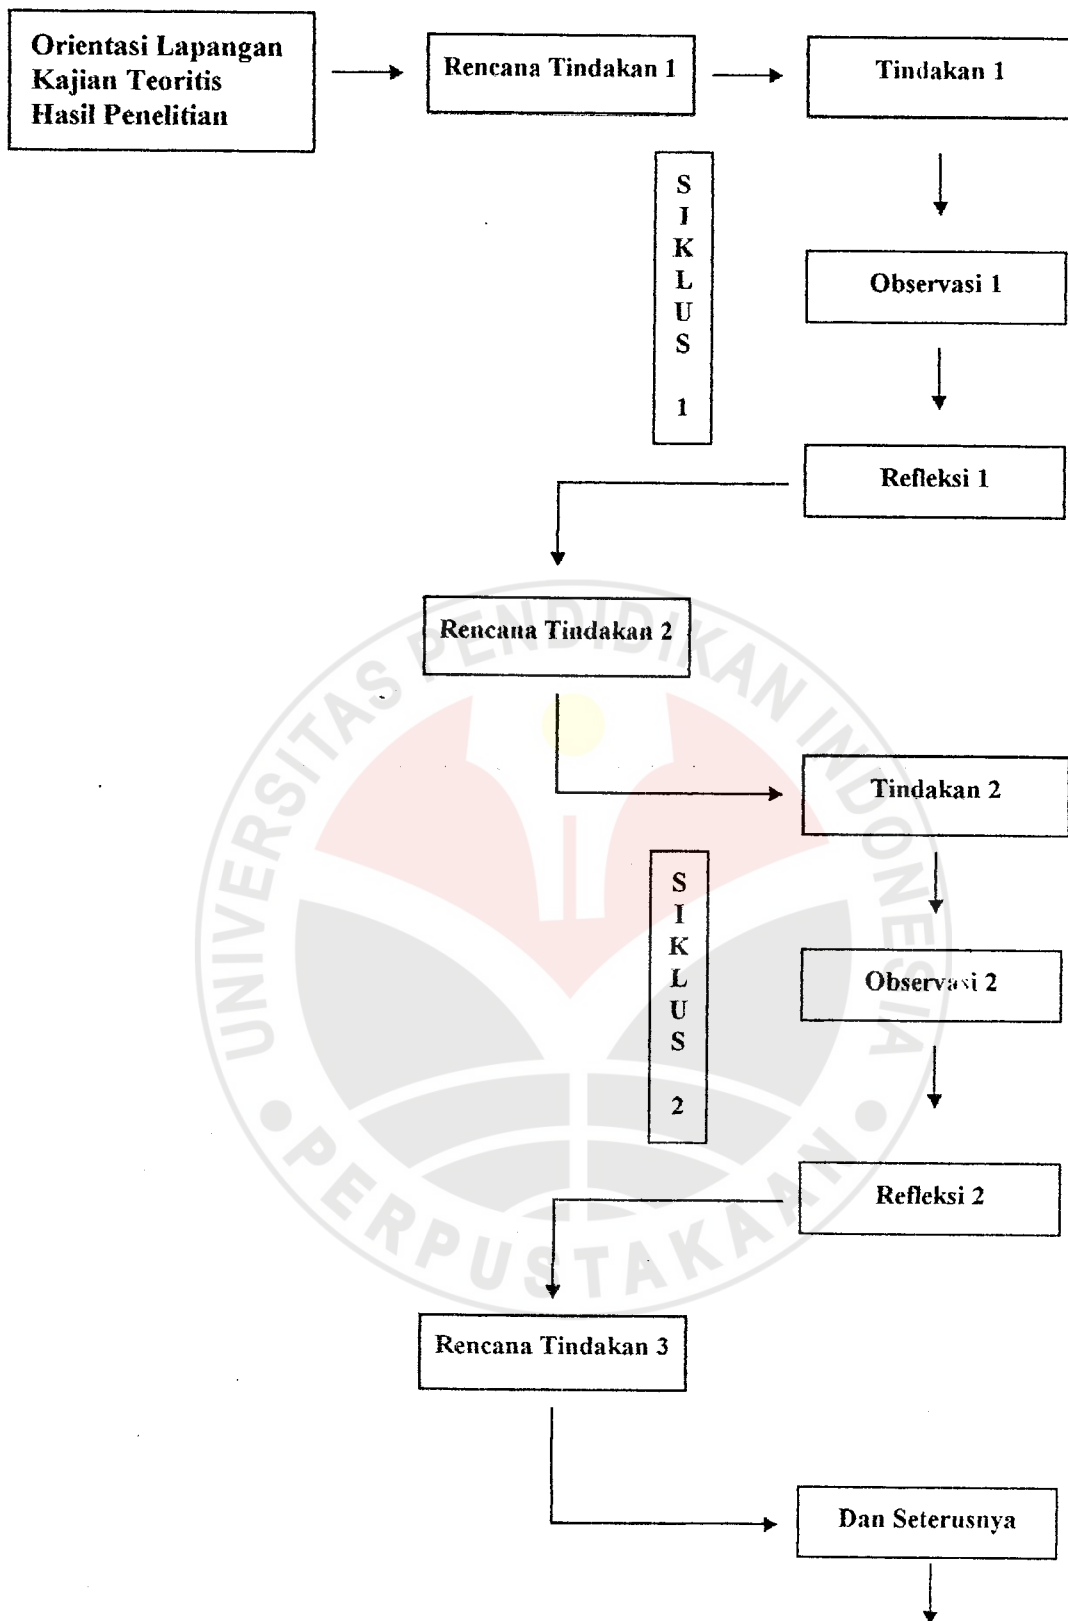 Orientasi Lapangan
Kajian Teoritis
Hasil Penelitian
Rencana Tindakan 1
Tindakan 1
S
I
K
L
U
S
1
Observasi 1
Refleksi 1
Rencana Tindakan 2
Tindakan 2
S
I
K
L
U
S
2
Observasi 2
Refleksi 2
Rencana Tindakan 3
Dan Seterusnya
UNIVERSITAS PENDIDIKAN INDONESIA
PERPUSTAKAAN